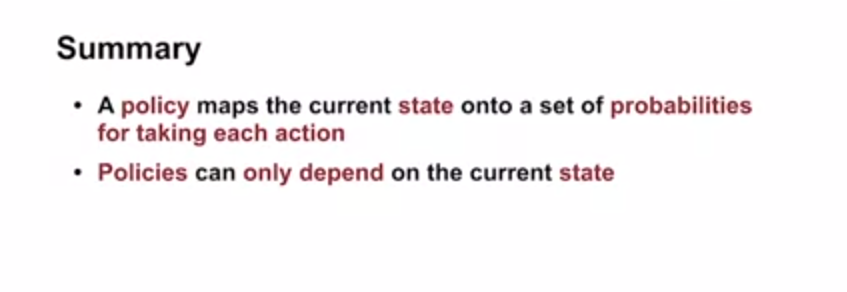 Summary
• A policy maps the current state onto a set of probabilities
for taking each action
• Policies can only depend on the current state